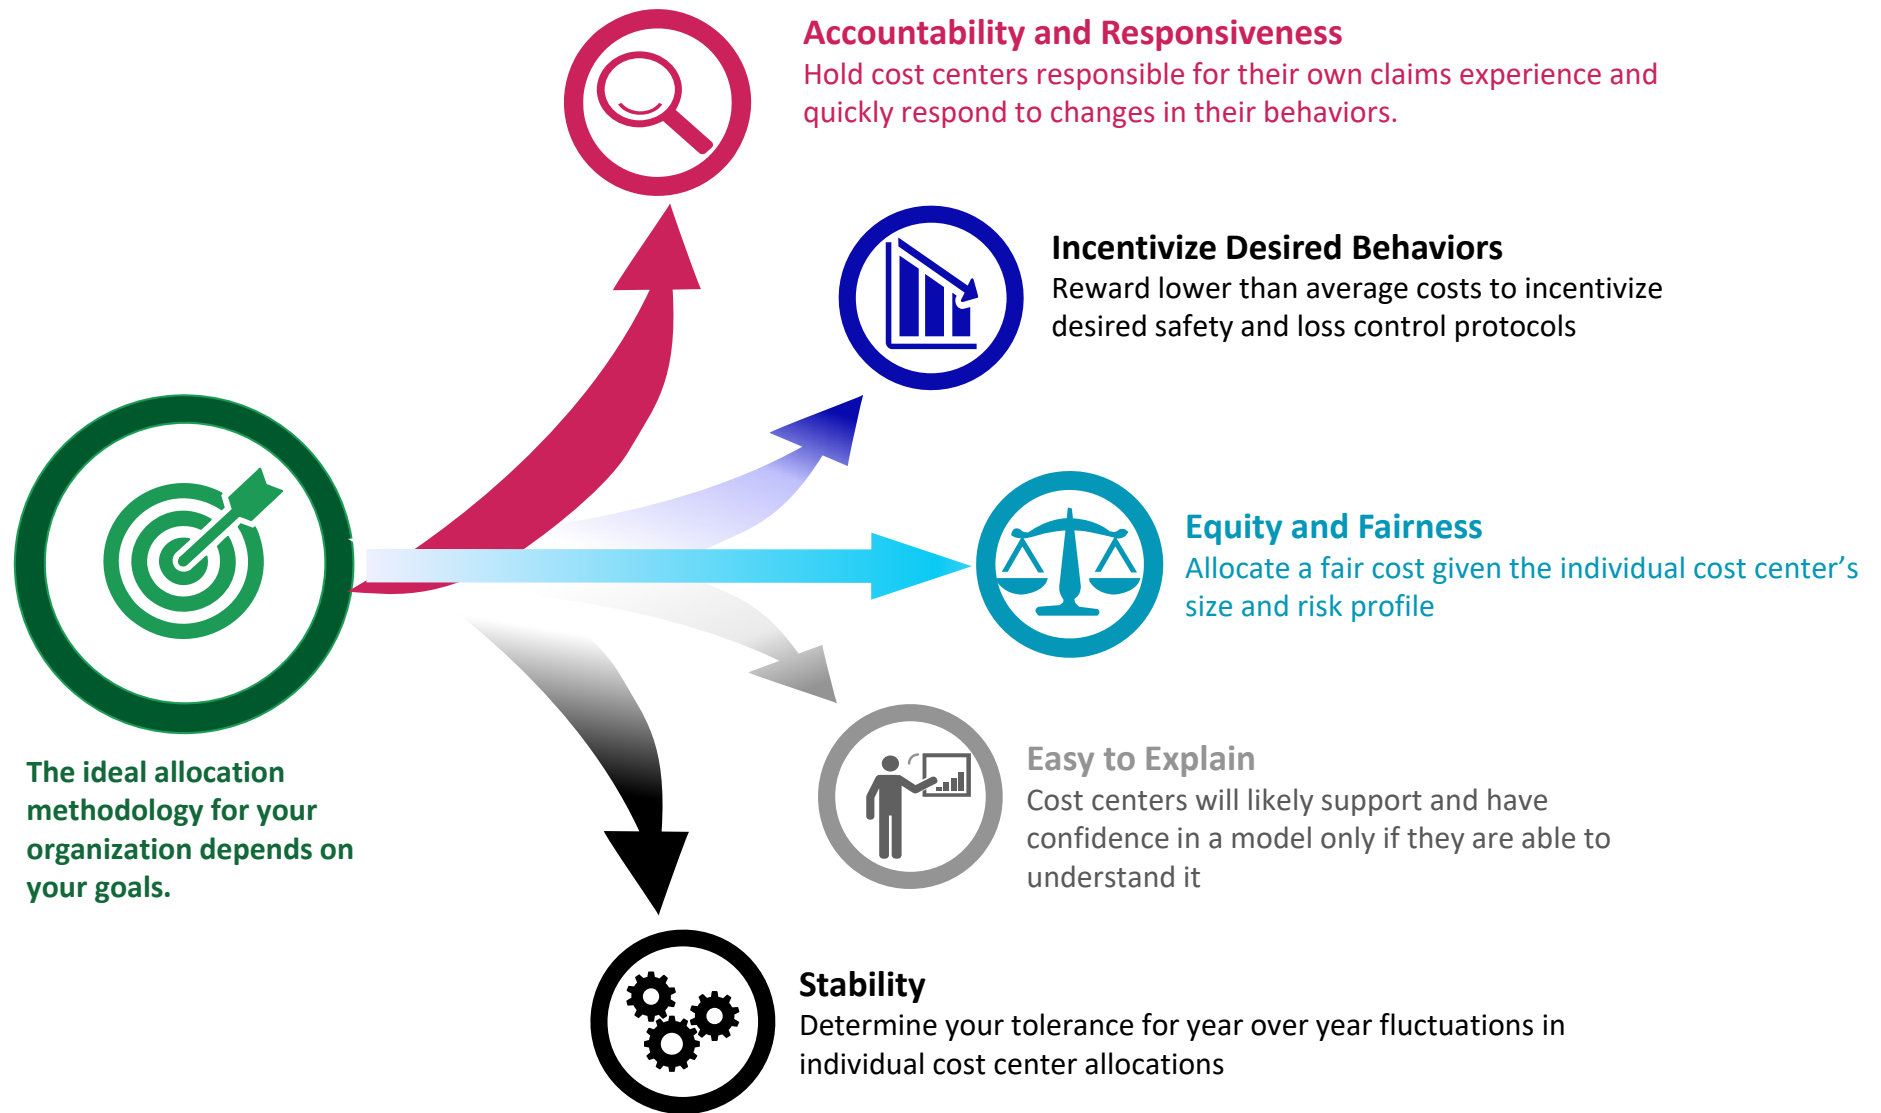 Accountability and Responsiveness
Hold cost centers responsible for their own claims experience and
quickly respond to changes in their behaviors.
Incentivize Desired Behaviors
Reward lower than average costs to incentivize
desired safety and loss control protocols
Equity and Fairness
Allocate a fair cost given the individual cost center’s
size and risk profile
The ideal allocation
methodology for your
organization depends on
your goals.
Easy to Explain
Cost centers will likely support and have
confidence in a model only if they are able to
understand it
Stability
Determine your tolerance for year over year fluctuations in
individual cost center allocations